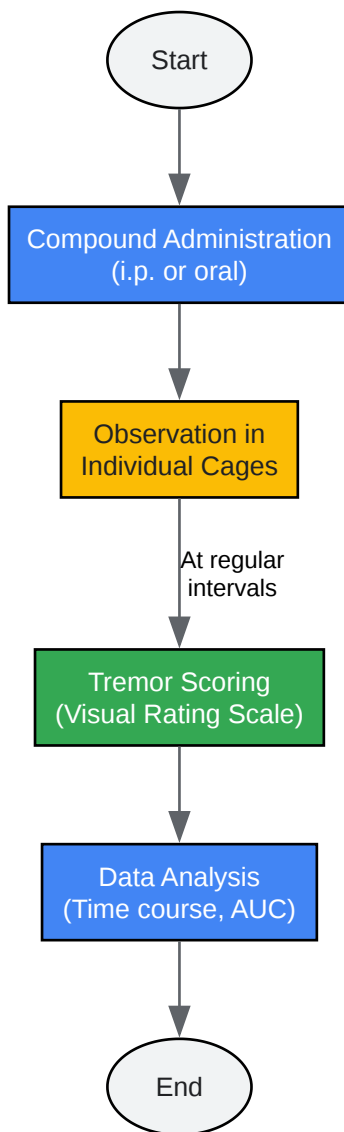 Start
Compound Administration
(i.p. or oral)
Observation in
Individual Cages
At regular
intervals
Tremor Scoring
(Visual Rating Scale)
Data Analysis
(Time course, AUC)
End